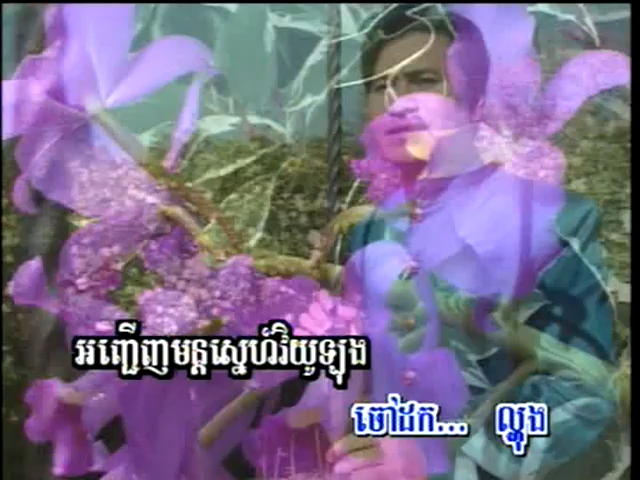 អញ្ជើញមន្តស្នេហ៍វិយូឡុង
ចៅដក... ល្អូង